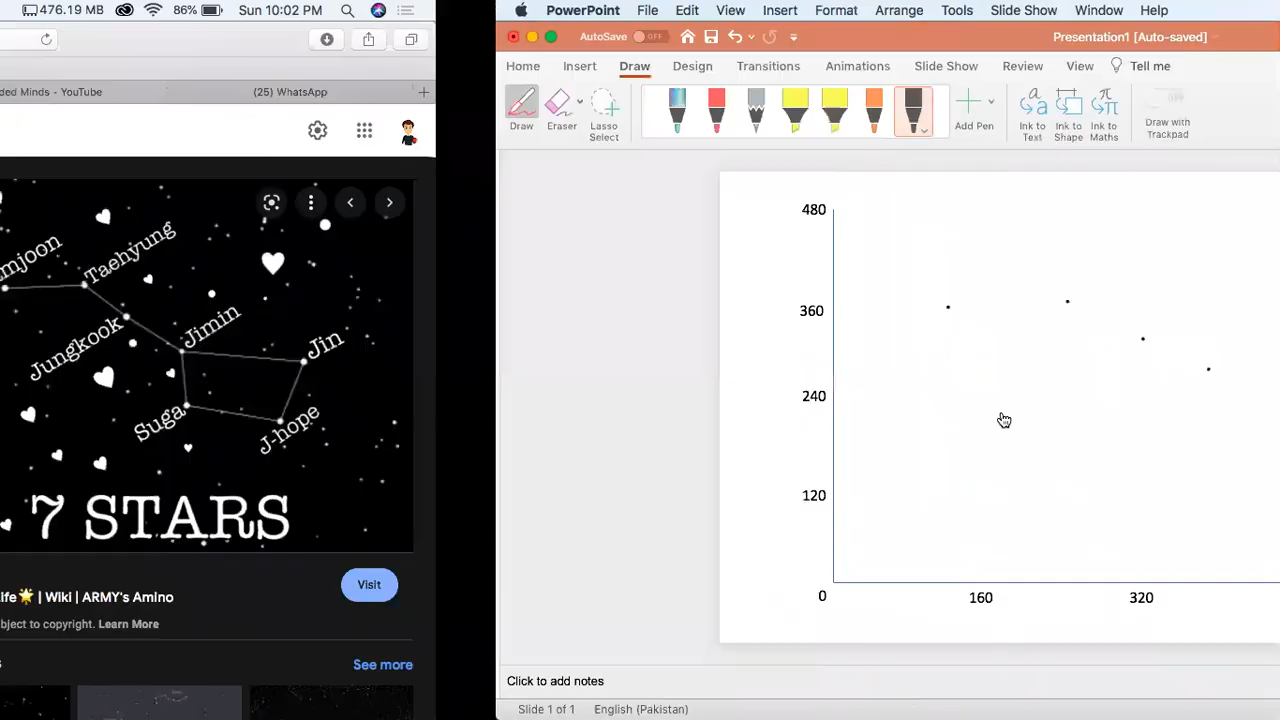 476.19 MB 86% Sun 10:02 PM
ded Minds - YouTube
(25) WhatsApp
mjoon
Taehyung
Jungkook
Jimin
Jin
Suga
J-hope
7 STARS
Visit
ife🌟 | Wiki | ARMY's Amino
bject to copyright. Learn More
See more
PowerPoint File Edit View Insert Format Arrange Tools Slide Show Window Help
AutoSave OFF
Presentation1 [Auto-saved]
Home Insert Draw Design Transitions Animations Slide Show Review View Tell me
Draw
Eraser
Lasso
Select
Add Pen
Ink to
Text
Ink to
Shape
Ink to
Maths
Draw with
Trackpad
480
360
240
120
0
160
320
Click to add notes
Slide 1 of 1 English (Pakistan)